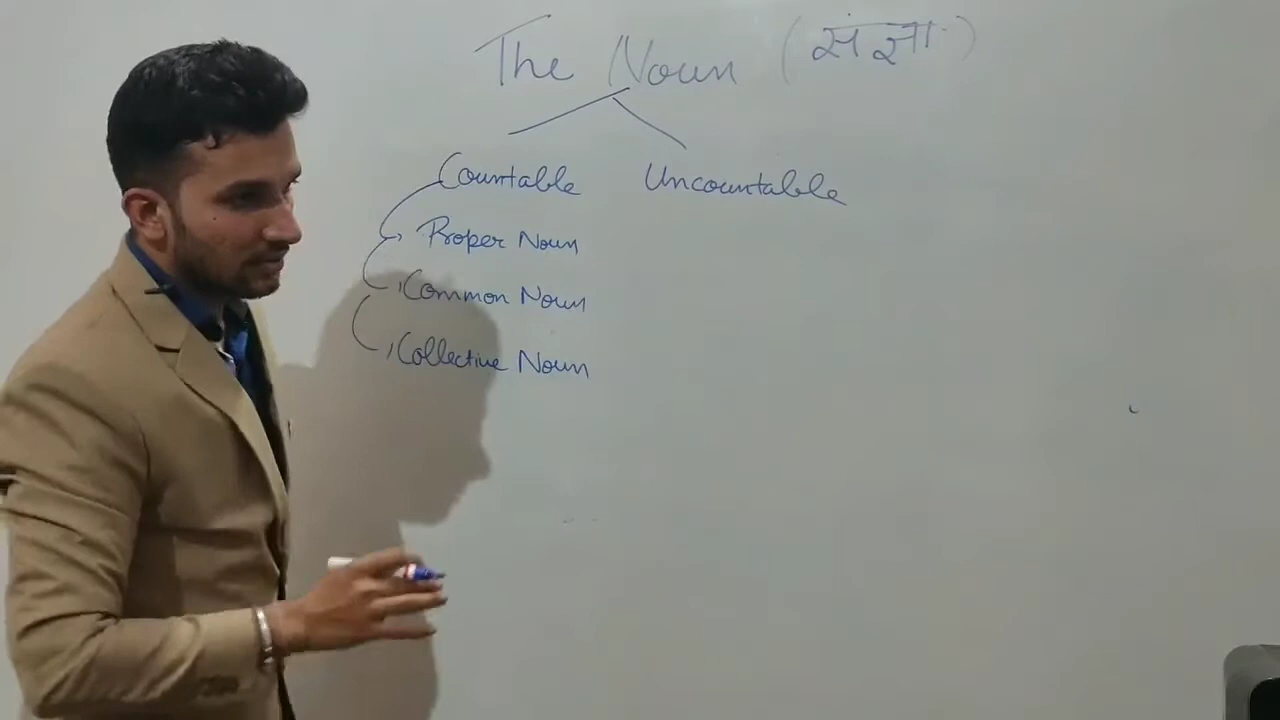 The Noun (संज्ञा)
Countable Uncountable
Proper Noun
Common Noun
Collective Noun